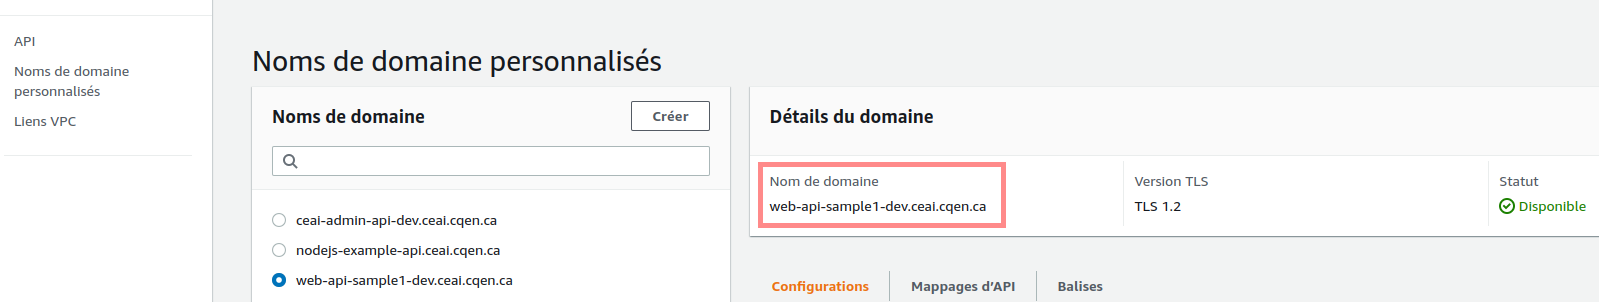 API
Noms de domaine
personnalisés
Liens VPC
Noms de domaine personnalisés
Noms de domaine
Créer
ceai-admin-api-dev.ceai.cqen.ca
nodejs-example-api.ceai.cqen.ca
web-api-sample1-dev.ceai.cqen.ca
Détails du domaine
Nom de domaine
web-api-sample1-dev.ceai.cqen.ca
Version TLS
TLS 1.2
Statut
Disponible
Configurations
Mappages d’API
Balises